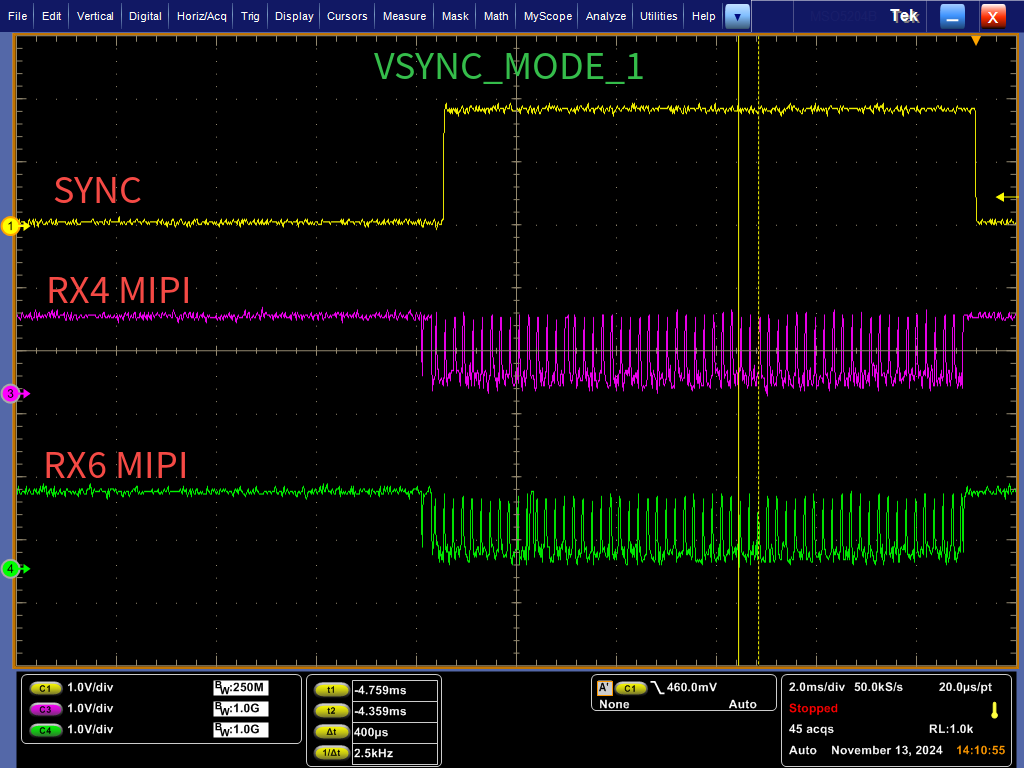 File Edit Vertical Digital Horiz/Acq Trig Display Cursors Measure Mask Math MyScope Analyze Utilities Help Tek X
VSYNC_MODE_1
SYNC
1
RX4 MIPI
3
RX6 MIPI
4
C1 1.0V/div BW:250M
C3 1.0V/div BW:1.0G
C4 1.0V/div BW:1.0G
t1 -4.759ms
t2 -4.359ms
Δt 400µs
1/Δt 2.5kHz
A' C1 460.0mV
None Auto
2.0ms/div 50.0kS/s 20.0µs/pt
Stopped
45 acqs RL:1.0k
Auto November 13, 2024 14:10:55